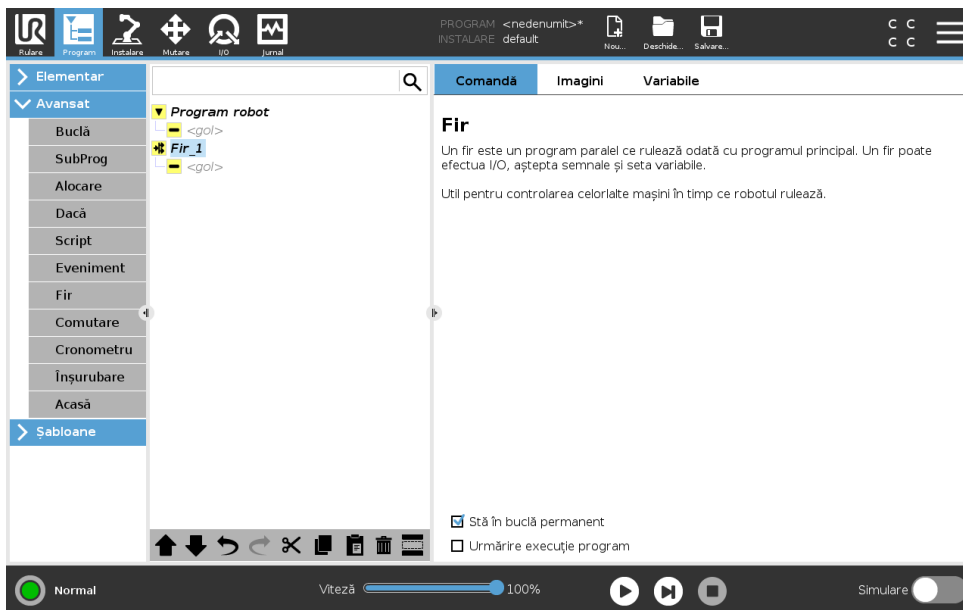 PROGRAM <nedenumit>*
INSTALARE default
Rulare
Program
Instalare
Mutare
I/O
Jurnal
Nou...
Deschide...
Salvare...
C C
C C
Elementar
Avansat
Buclă
SubProg
Alocare
Dacă
Script
Eveniment
Fir
Comutare
Cronometru
Înșurubare
Acasă
Șabloane
Program robot
<gol>
Fir_1
<gol>
Comandă
Imagini
Variabile
Fir
Un fir este un program paralel ce rulează odată cu programul principal. Un fir poate
efectua I/O, aștepta semnale și seta variabile.
Util pentru controlarea celorlalte mașini în timp ce robotul rulează.
Stă în buclă permanent
Urmărire execuție program
Normal
Viteză
100%
Simulare